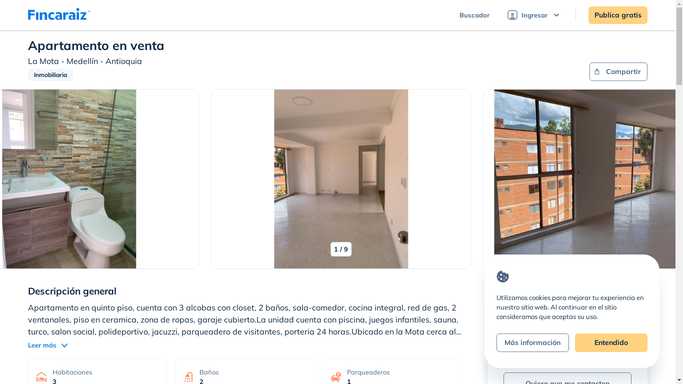 Fincaraiz
Buscador
Ingresar
Publica gratis
Apartamento en venta
La Mota - Medellín - Antioquia
Inmobiliaria
Compartir
1 / 9
Descripción general
Apartamento en quinto piso, cuenta con 3 alcobas con closet, 2 baños, sala-comedor, cocina integral, red de gas, 2
ventanales, piso en ceramica, zona de ropas, garaje cubierto.La unidad cuenta con piscina, juegos infantiles, sauna,
turco, salon social, polideportivo, jacuzzi, parqueadero de visitantes, porteria 24 horas.Ubicado en la Mota cerca al...
Leer más
Habitaciones
3
Baños
2
Parqueaderos
1
Utilizamos cookies para mejorar tu experiencia en
nuestro sitio web. Al continuar en el sitio
consideramos que aceptas su uso.
Más información
Entendido
Quiero que me contacten